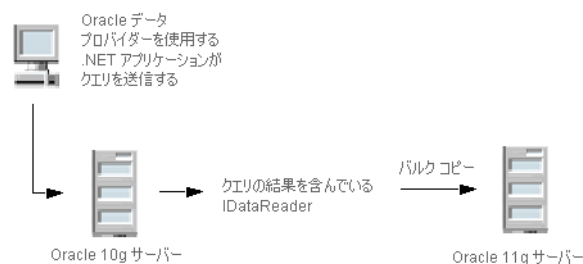 Oracle データ
プロバイダーを使用する
.NET アプリケーションが
クエリを送信する
クエリの結果を含んでいる
IDataReader
バルク コピー
Oracle 10g サーバー
Oracle 11g サーバー